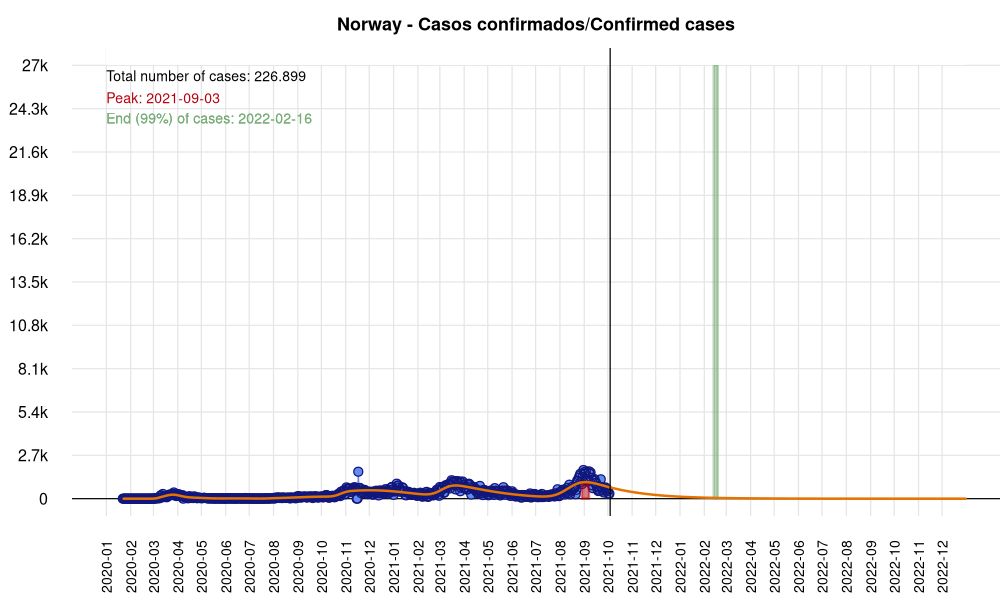 Norway - Casos confirmados/Confirmed cases
27k
Total number of cases: 226.899
Peak: 2021-09-03
24.3k
End (99%) of cases: 2022-02-16
21.6k
18.9k
16.2k
13.5k
10.8k
8.1k
5.4k
2.7k
0
2020-01
2020-02
2020-03
2020-04
2020-05
2020-06
2020-07
2020-08
2020-09
2020-10
2020-11
2020-12
2021-01
2021-02
2021-03
2021-04
2021-05
2021-06
2021-07
2021-08
2021-09
2021-10
2021-11
2021-12
2022-01
2022-02
2022-03
2022-04
2022-05
2022-06
2022-07
2022-08
2022-09
2022-10
2022-11
2022-12